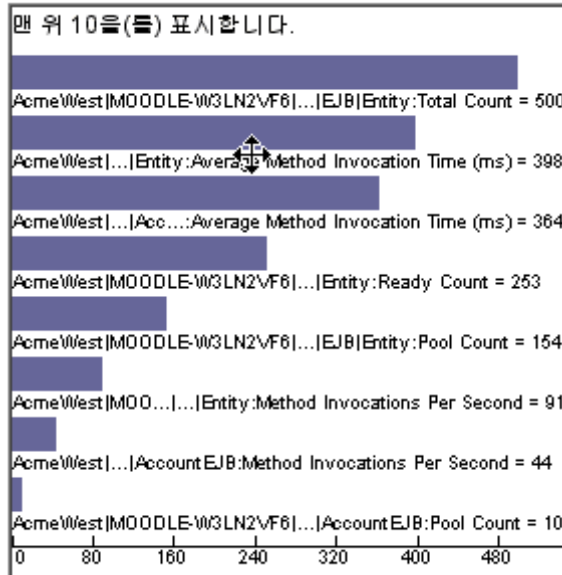 맨 위 10을(를) 표시합니다.
AcmeWest|MOODLE-W3LN2VF6|...|EJB|Entity:Total Count = 500
AcmeWest|...|Entity:Average Method Invocation Time (ms) = 398
AcmeWest|...|Acc...:Average Method Invocation Time (ms) = 364
AcmeWest|MOODLE-W3LN2VF6|...|Entity:Ready Count = 253
AcmeWest|MOODLE-W3LN2VF6|...|EJB|Entity:Pool Count = 154
AcmeWest|MOO...|...|Entity:Method Invocations Per Second = 91
AcmeWest|...|AccountEJB:Method Invocations Per Second = 44
AcmeWest|MOODLE-W3LN2VF6|...|AccountEJB:Pool Count = 10
0 80 160 240 320 400 480